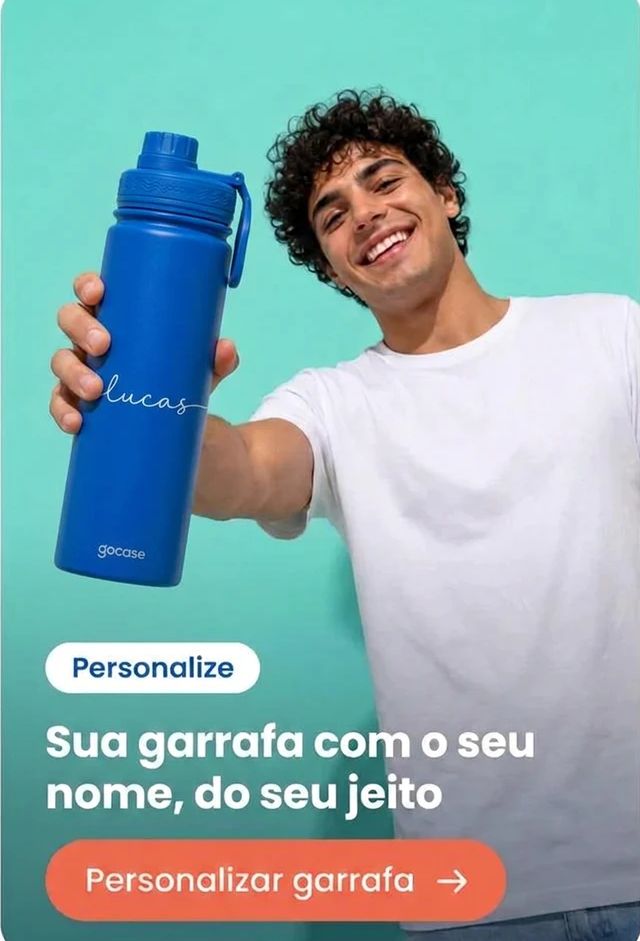 lucas
gocase
Personalize
Sua garrafa com o seu
nome, do seu jeito
Personalizar garrafa →